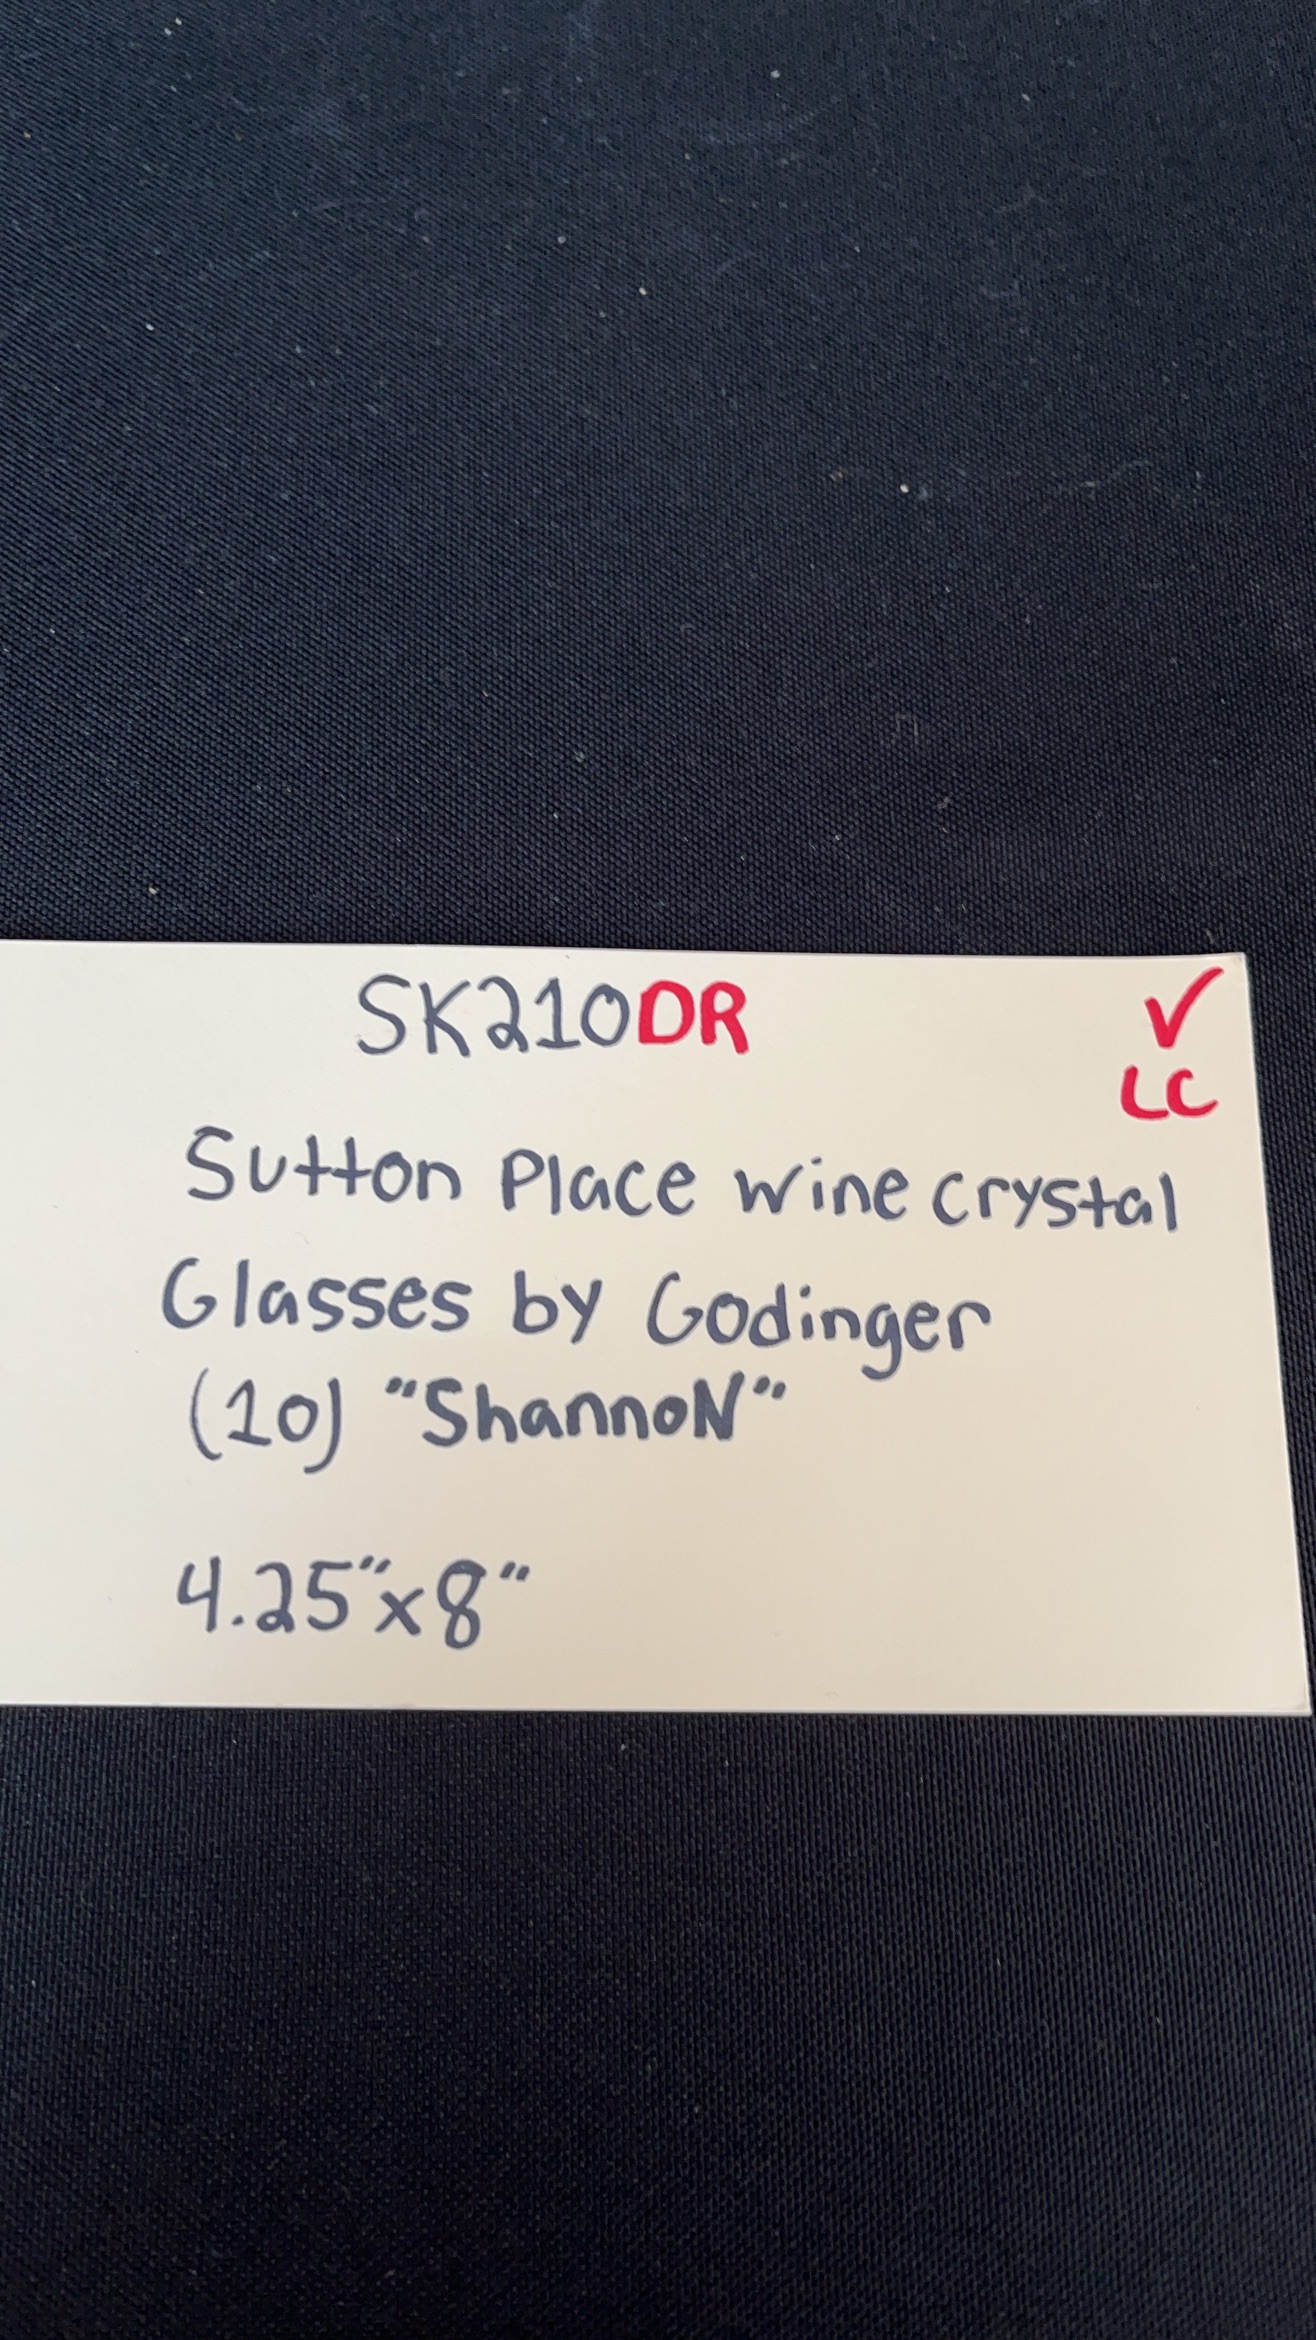 SK210DR ✓
LC
Sutton Place wine crystal
Glasses by Godinger
(10) "ShannoN"
4.25"x8"